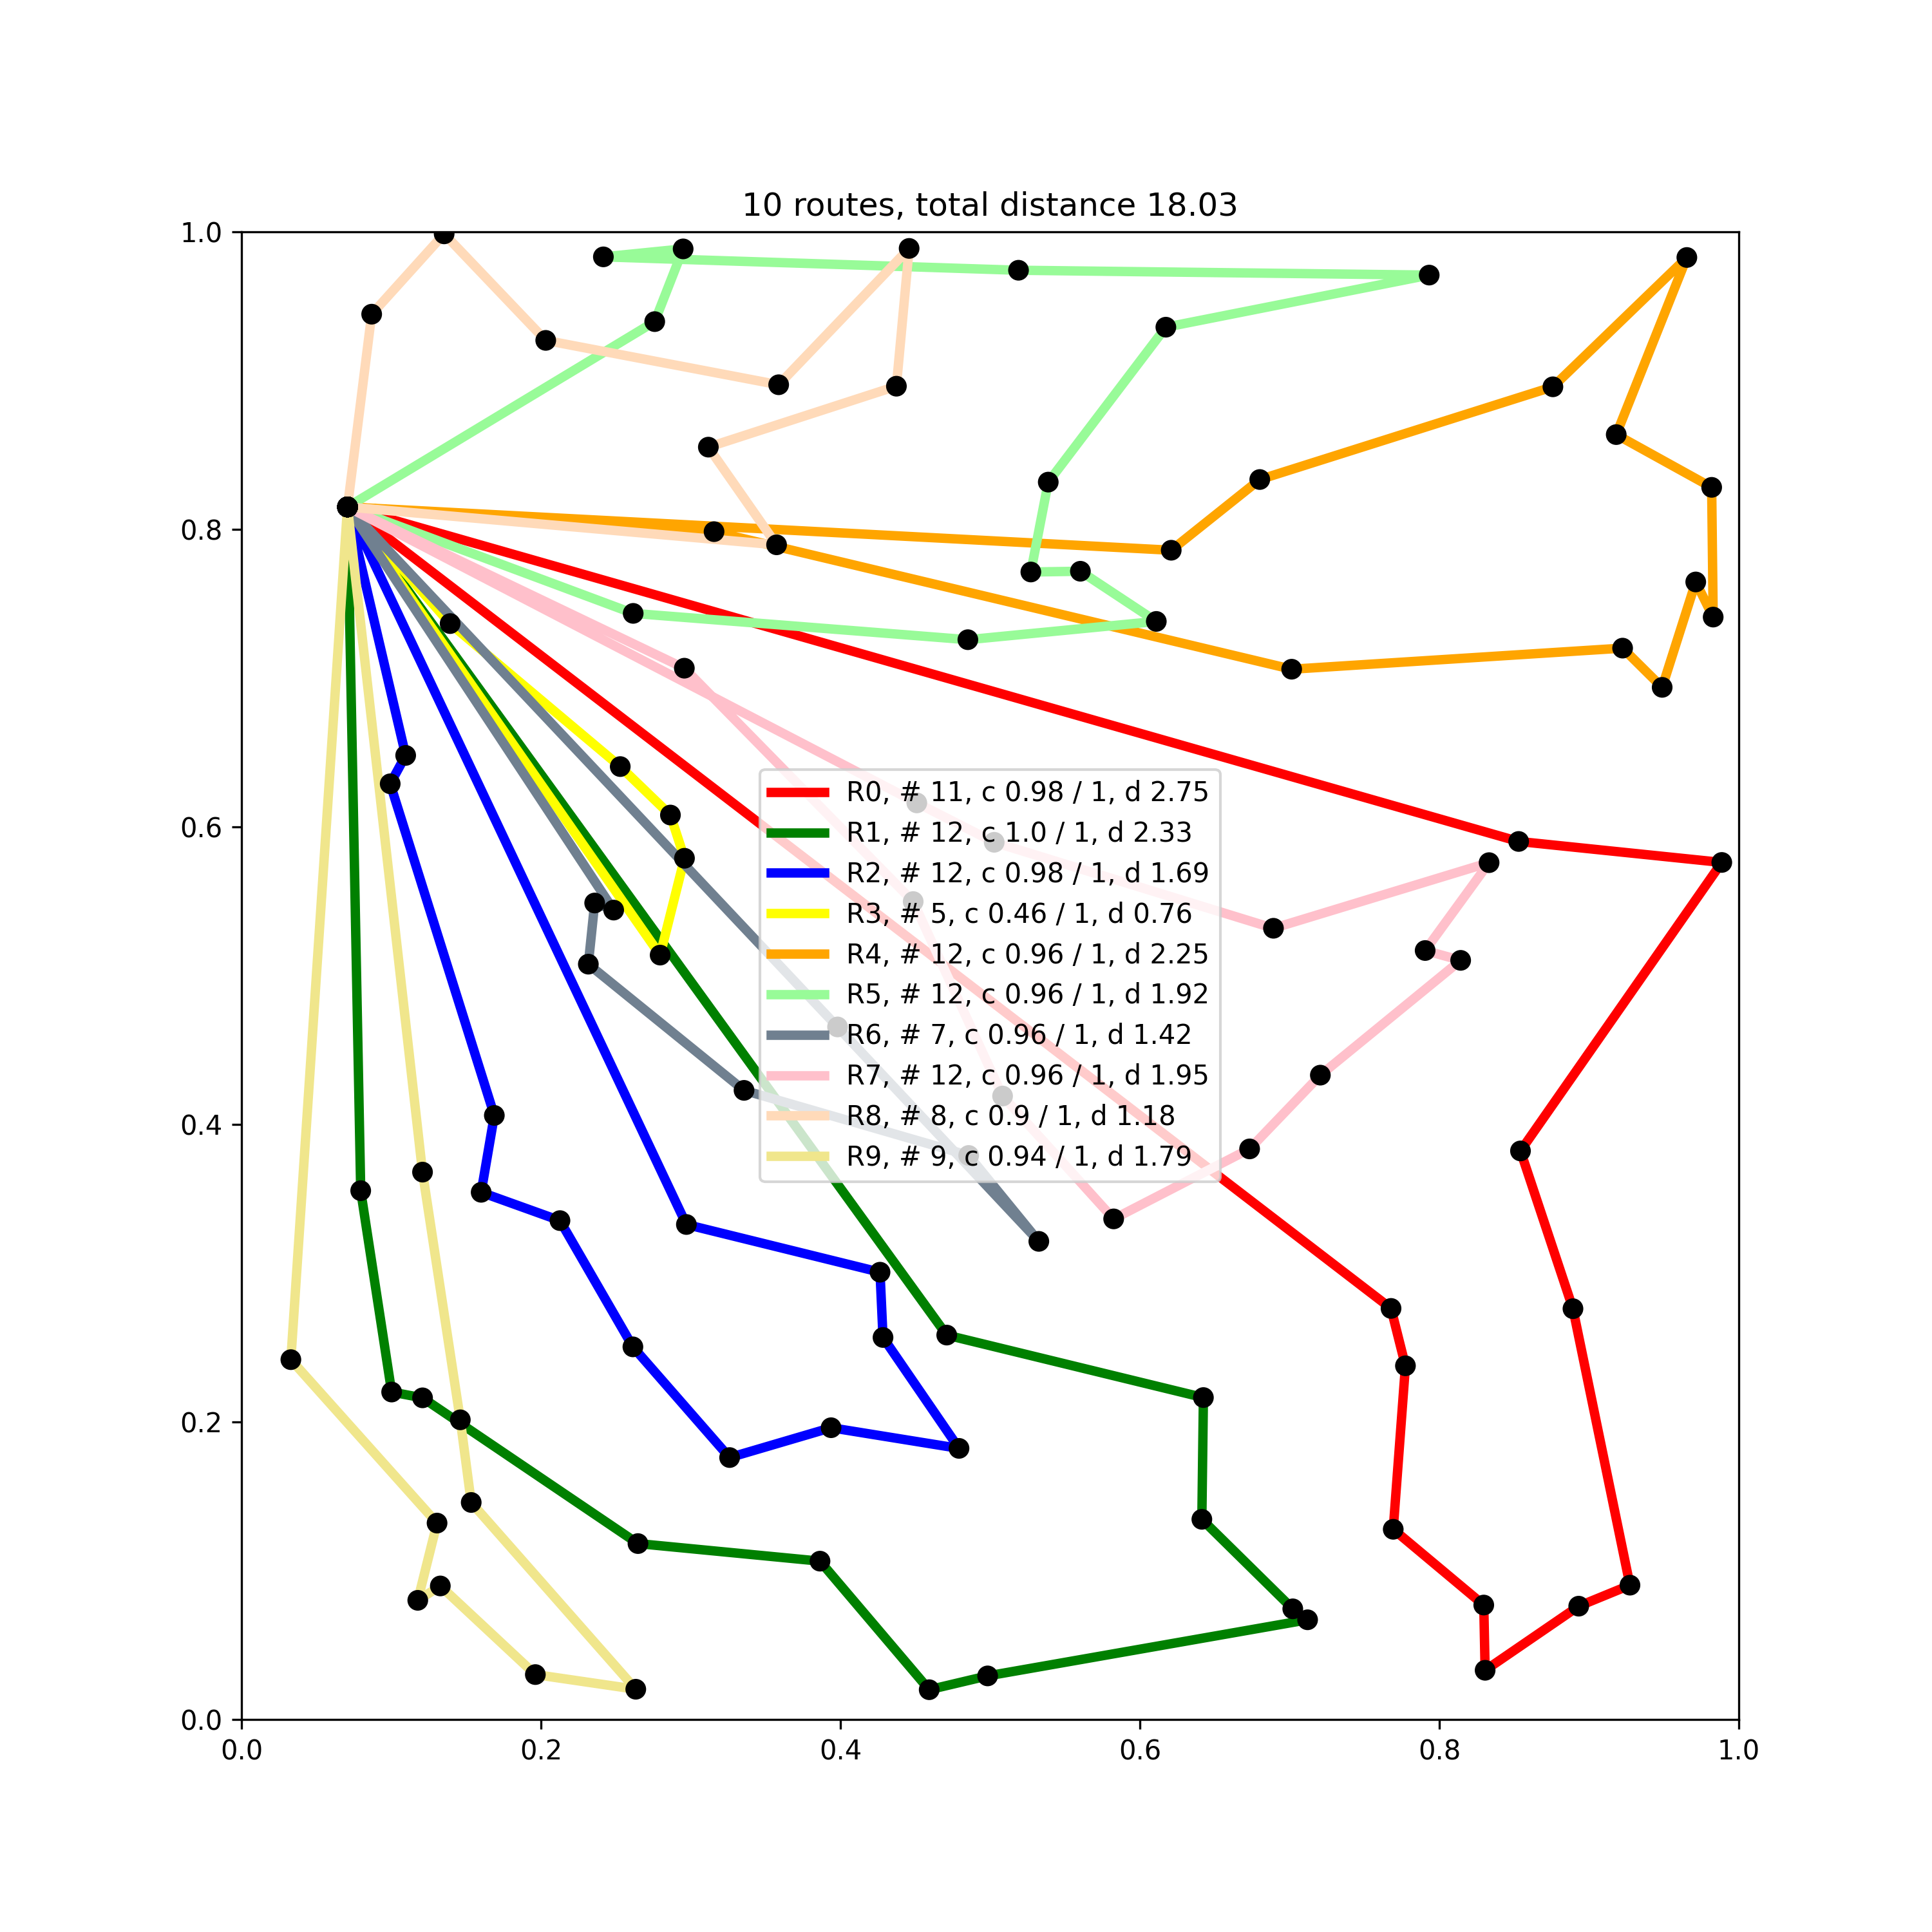 10 routes, total distance 18.03
1.0
0.8
0.6
0.4
0.2
0.0
R0, # 11, c 0.98 / 1, d 2.75
R1, # 12, c 1.0 / 1, d 2.33
R2, # 12, c 0.98 / 1, d 1.69
R3, # 5, c 0.46 / 1, d 0.76
R4, # 12, c 0.96 / 1, d 2.25
R5, # 12, c 0.96 / 1, d 1.92
R6, # 7, c 0.96 / 1, d 1.42
R7, # 12, c 0.96 / 1, d 1.95
R8, # 8, c 0.9 / 1, d 1.18
R9, # 9, c 0.94 / 1, d 1.79
0.0 0.2 0.4 0.6 0.8 1.0